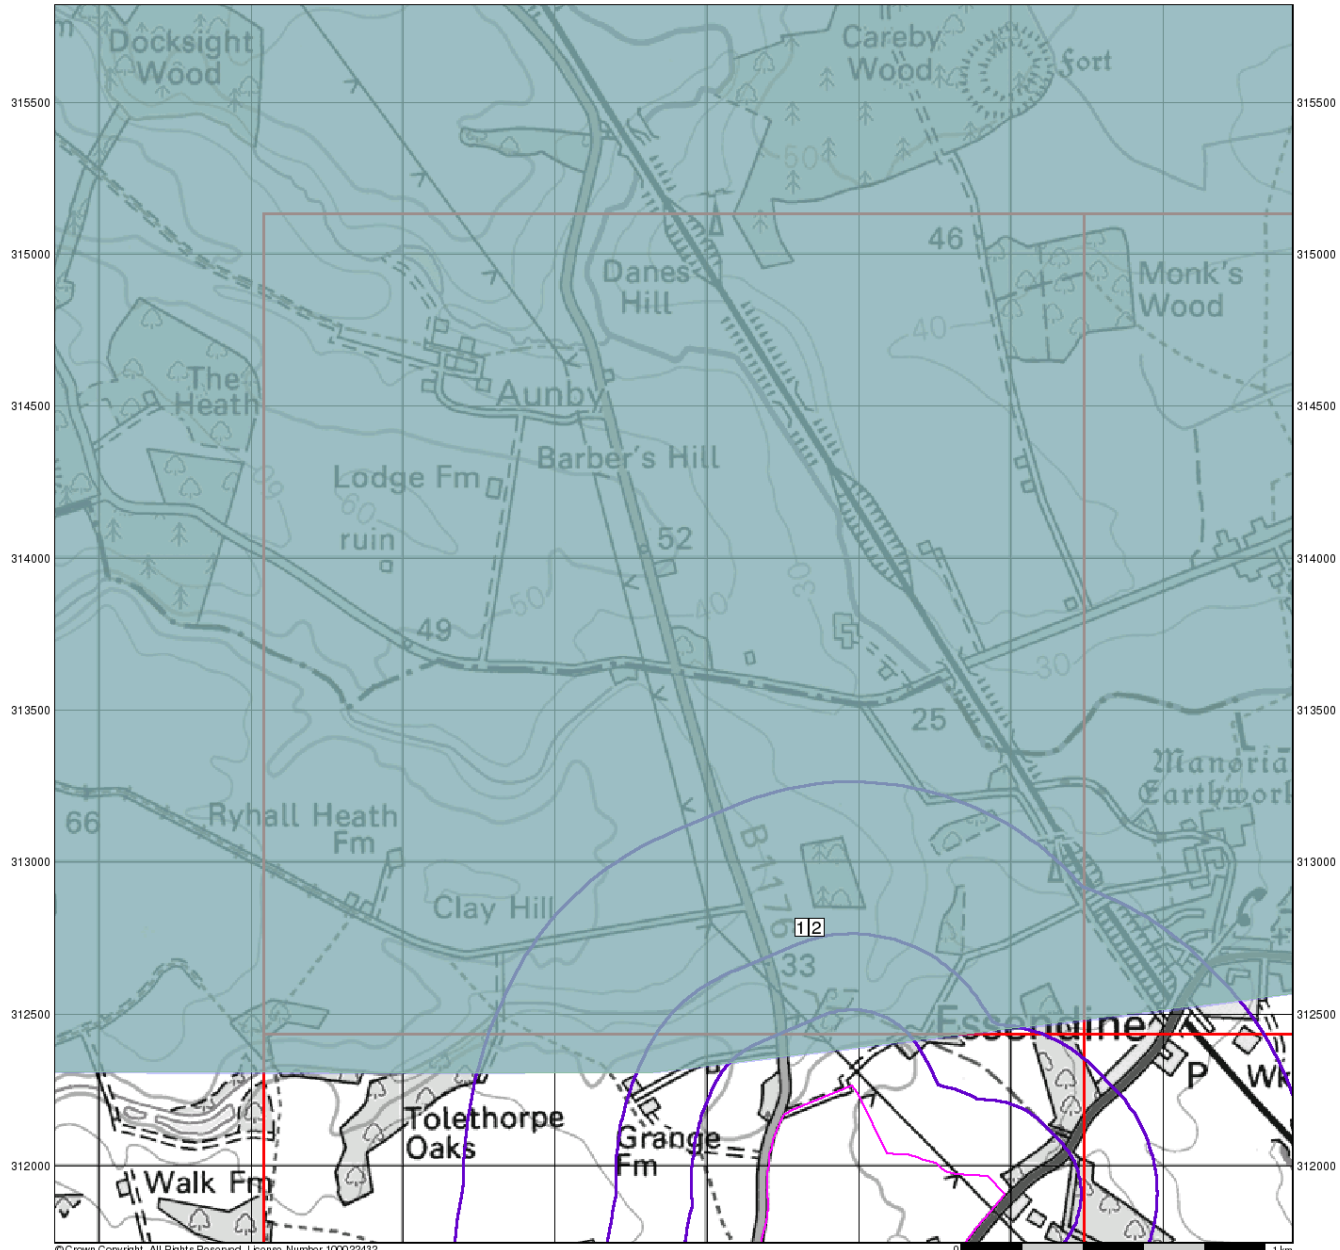 m
Docksight
Wood
Careby
Wood
Fort
315500
315500
50
315000
46
315000
Danes
Hill
Monk's
Wood
40
The
Heath
314500
Aunby
314500
Barber's Hill
Lodge Fm
60
60
ruin
52
314000
314000
30
50
40
49
30
313500
25
313500
Manorial
Earthwork
66
Ryhall Heath
Fm
B1176
313000
313000
Clay Hill
1 2
33
312500
Essendine
312500
P
Wk
Tolethorpe
Oaks
Grange
Fm
312000
312000
Walk Fm
© Crown Copyright. All Rights Reserved. License Number 100022432
0
1 km